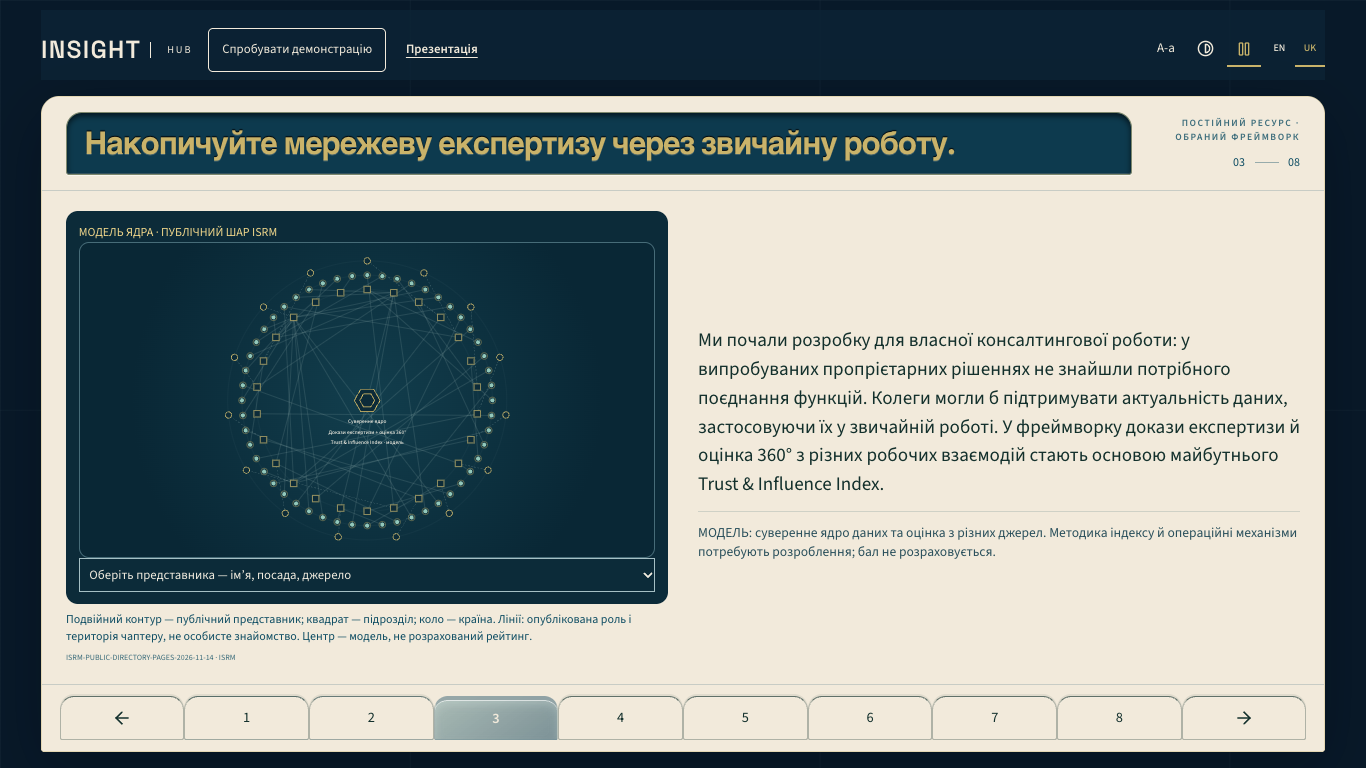 INSIGHT
HUB
Спробувати демонстрацію
Презентація
A-a
EN
UK
Накопичуйте мережеву експертизу через звичайну роботу.
ПОСТІЙНИЙ РЕСУРС ·
ОБРАНИЙ ФРЕЙМВОРК
03 08
МОДЕЛЬ ЯДРА · ПУБЛІЧНИЙ ШАР ISRM
Суверенне ядро
Докази експертизи + оцінка 360°
Trust & Influence Index · модель
Оберіть представника — ім’я, посада, джерело
Подвійний контур — публічний представник; квадрат — підрозділ; коло — країна. Лінії: опублікована роль і
територія чаптеру, не особисте знайомство. Центр — модель, не розрахований рейтинг.
ISRM-PUBLIC-DIRECTORY-PAGES-2026-11-14 · ISRM
Ми почали розробку для власної консалтингової роботи: у
випробуваних пропрієтарних рішеннях не знайшли потрібного
поєднання функцій. Колеги могли б підтримувати актуальність даних,
застосовуючи їх у звичайній роботі. У фреймворку докази експертизи й
оцінка 360° з різних робочих взаємодій стають основою майбутнього
Trust & Influence Index.
МОДЕЛЬ: суверенне ядро даних та оцінка з різних джерел. Методика індексу й операційні механізми
потребують розроблення; бал не розраховується.
1
2
3
4
5
6
7
8